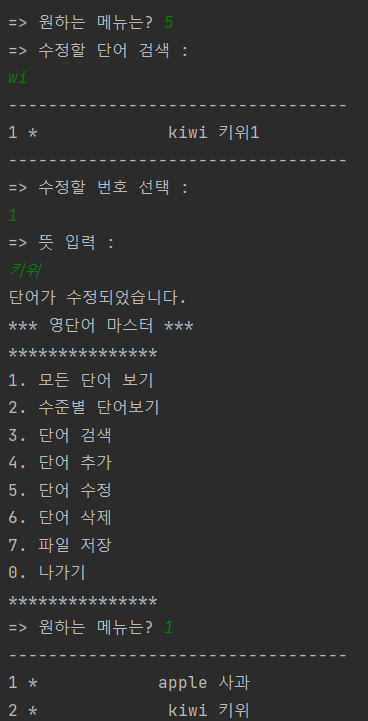 => 원하는 메뉴는? 5
=> 수정할 단어 검색 :
wi
----------------------------------
1 *             kiwi 키위1
----------------------------------
=> 수정할 번호 선택 :
1
=> 뜻 입력 :
키위
단어가 수정되었습니다.
*** 영단어 마스터 ***
***************
1. 모든 단어 보기
2. 수준별 단어보기
3. 단어 검색
4. 단어 추가
5. 단어 수정
6. 단어 삭제
7. 파일 저장
0. 나가기
***************
=> 원하는 메뉴는? 1
----------------------------------
1 *            apple 사과
2 *             kiwi 키위